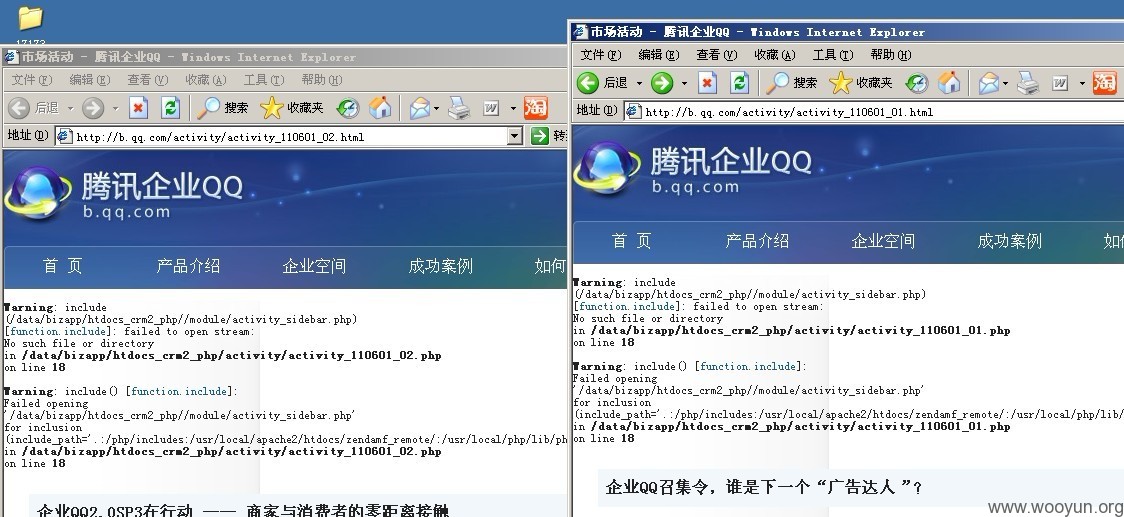 市场活动 - 腾讯企业QQ - Windows Internet Explorer
文件(F) 编辑(E) 查看(V) 收藏(A) 工具(T) 帮助(H)
后退 搜索 收藏夹
地址(D) http://b.qq.com/activity/activity_110601_02.html 转
腾讯企业QQ
b.qq.com
首 页 产品介绍 企业空间 成功案例 如何
Warning: include
(/data/bizapp/htdocs_crm2_php//module/activity_sidebar.php)
[function.include]: failed to open stream:
No such file or directory
in /data/bizapp/htdocs_crm2_php/activity/activity_110601_02.php
on line 18
Warning: include() [function.include]:
Failed opening
'/data/bizapp/htdocs_crm2_php//module/activity_sidebar.php'
for inclusion
(include_path='.:/php/includes:/usr/local/apache2/htdocs/zendamf_remote/:/usr/local/php/lib/ph
in /data/bizapp/htdocs_crm2_php/activity/activity_110601_02.php
on line 18
企业QQ2.0SP3在行动 —— 商家与消费者的零距离接触
市场活动 - 腾讯企业QQ - Windows Internet Explorer
文件(F) 编辑(E) 查看(V) 收藏(A) 工具(T) 帮助(H)
后退 搜索 收藏夹
地址(D) http://b.qq.com/activity/activity_110601_01.html
腾讯企业QQ
b.qq.com
首 页 产品介绍 企业空间 成功案例 如
Warning: include
(/data/bizapp/htdocs_crm2_php//module/activity_sidebar.php)
[function.include]: failed to open stream:
No such file or directory
in /data/bizapp/htdocs_crm2_php/activity/activity_110601_01.php
on line 18
Warning: include() [function.include]:
Failed opening
'/data/bizapp/htdocs_crm2_php//module/activity_sidebar.php'
for inclusion
(include_path='.:/php/includes:/usr/local/apache2/htdocs/zendamf_remote/:/usr/local/php/lib/
in /data/bizapp/htdocs_crm2_php/activity/activity_110601_01.php
on line 18
企业QQ召集令，谁是下一个“广告达人 ”？
www.wooyun.org